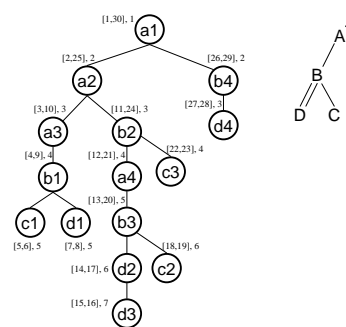 [1,30], 1
a1
[2,25], 2
[26,29], 2
a2
b4
[3,10], 3
[11,24], 3
[27,28], 3
a3
b2
d4
[4,9], 4
[12,21], 4
[22,23], 4
b1
a4
c3
[13,20], 5
c1
d1
b3
[5,6], 5
[7,8], 5
[18,19], 6
[14,17], 6
d2
c2
[15,16], 7
d3
A'
B
D
C